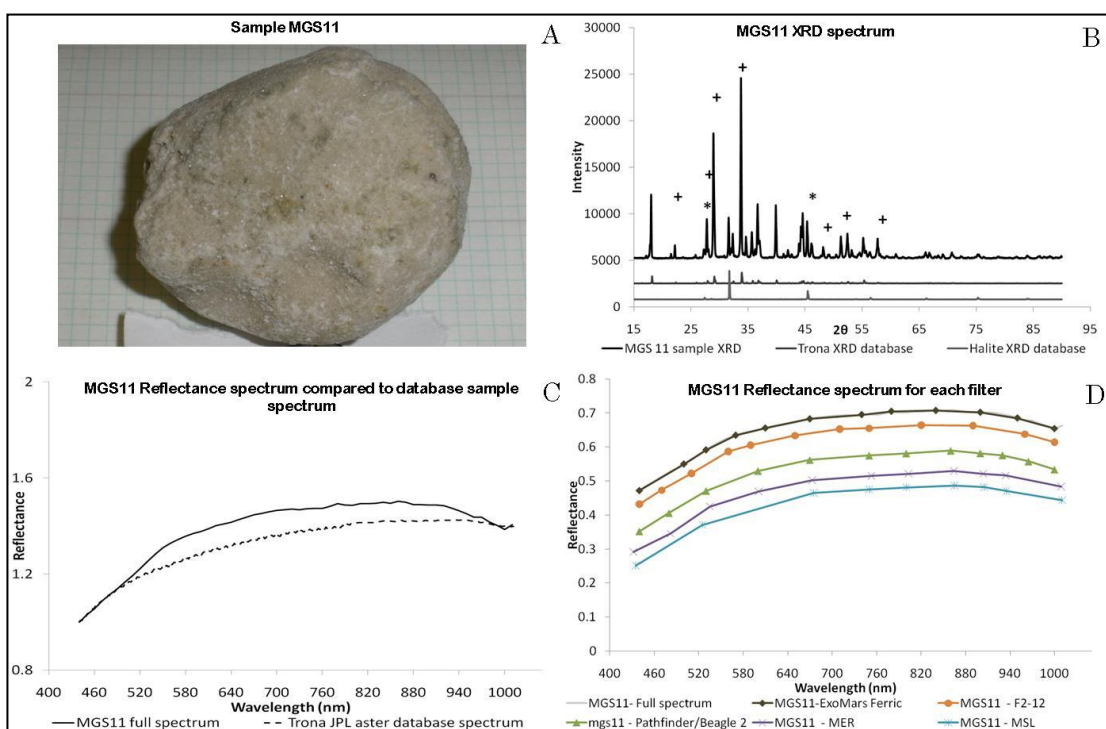 Sample MGS11
A
MGS11 XRD spectrum
B
Intensity
30000
25000
20000
15000
10000
5000
0
+
+
+
+
*
*
+
+
+
15 25 35 45 2θ 55 65 75 85 95
MGS 11 sample XRD Trona XRD database Halite XRD database
MGS11 Reflectance spectrum compared to database sample
spectrum
C
Reflectance
2
1.6
1.2
0.8
400 460 520 580 640 700 760 820 880 940 1000
Wavelength (nm)
MGS11 full spectrum Trona JPL aster database spectrum
MGS11 Reflectance spectrum for each filter
D
Reflectance
0.8
0.7
0.6
0.5
0.4
0.3
0.2
0.1
0
400 460 520 580 640 700 760 820 880 940 1000
Wavelength (nm)
MGS11- Full spectrum MGS11-ExoMars Ferric MGS11 - F2-12
mgs11 - Pathfinder/Beagle 2 MGS11 - MER MGS11 - MSL